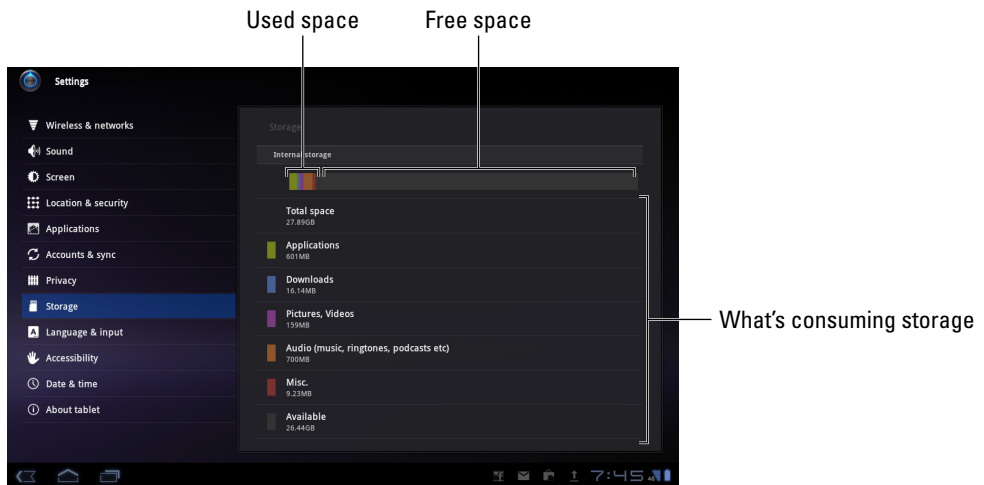 Used space
Free space
Settings
Wireless & networks
Sound
Screen
Location & security
Applications
Accounts & sync
Privacy
Storage
Language & input
Accessibility
Date & time
About tablet
Storage
Internal storage
Total space
27.89GB
Applications
601MB
Downloads
16.14MB
Pictures, Videos
159MB
Audio (music, ringtones, podcasts etc)
700MB
Misc.
9.23MB
Available
26.44GB
What's consuming storage
7:45
4G